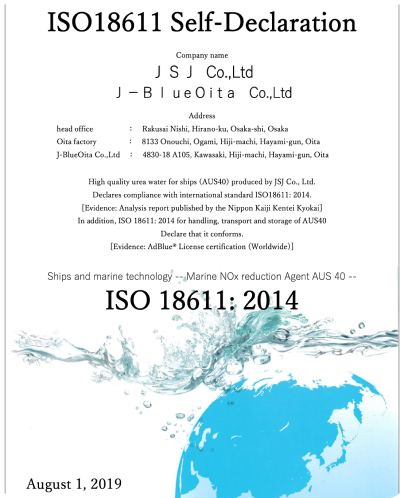 ISO18611 Self-Declaration
Company name
ＪＳＪ Co.,Ltd
Ｊ－ＢｌｕｅＯｉｔａ Co.,Ltd
Address
head office : Rakusai Nishi, Hirano-ku, Osaka-shi, Osaka
Oita factory : 8133 Onouchi, Ogami, Hiji-machi, Hayami-gun, Oita
J-BlueOita Co.,Ltd : 4830-18 A105, Kawasaki, Hiji-machi, Hayami-gun, Oita
High quality urea water for ships (AUS40) produced by JSJ Co., Ltd.
Declares compliance with international standard ISO18611: 2014.
[Evidence: Analysis report published by the Nippon Kaiji Kentei Kyokai]
In addition, ISO 18611: 2014 for handling, transport and storage of AUS40
Declare that it conforms.
[Evidence: AdBlue® License certification (Worldwide)]
Ships and marine technology -- Marine NOx reduction Agent AUS 40 --
ISO 18611: 2014
August 1, 2019